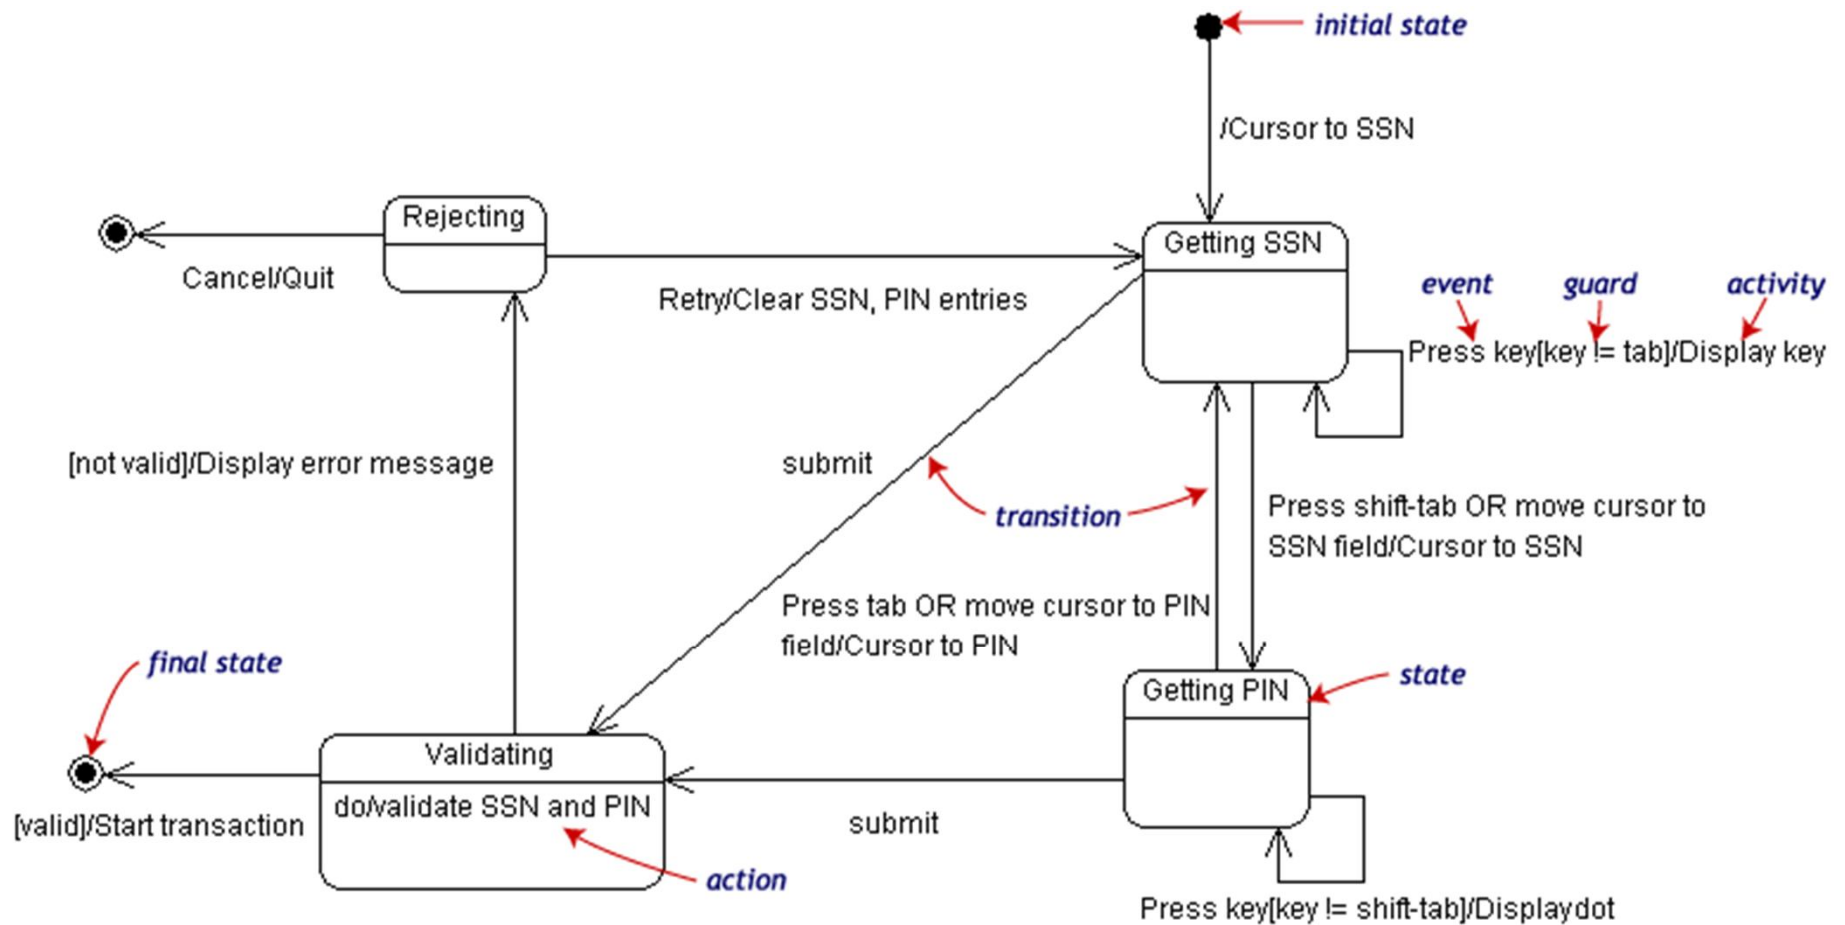 initial state
/Cursor to SSN
Rejecting
Getting SSN
Cancel/Quit
Retry/Clear SSN, PIN entries
event
guard
activity
Press key[key != tab]/Display key
[not valid]/Display error message
submit
transition
Press shift-tab OR move cursor to
SSN field/Cursor to SSN
Press tab OR move cursor to PIN
field/Cursor to PIN
final state
Getting PIN
state
Validating
do/validate SSN and PIN
[valid]/Start transaction
submit
action
Press key[key != shift-tab]/Displaydot